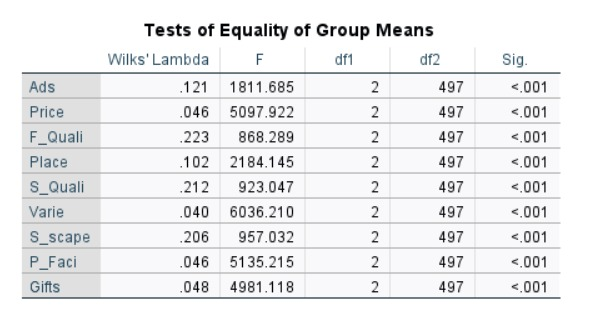 Tests of Equality of Group Means
Wilks' Lambda F df1 df2 Sig.
Ads .121 1811.685 2 497 <.001
Price .046 5097.922 2 497 <.001
F_Quali .223 868.289 2 497 <.001
Place .102 2184.145 2 497 <.001
S_Quali .212 923.047 2 497 <.001
Varie .040 6036.210 2 497 <.001
S_scape .206 957.032 2 497 <.001
P_Faci .046 5135.215 2 497 <.001
Gifts .048 4981.118 2 497 <.001